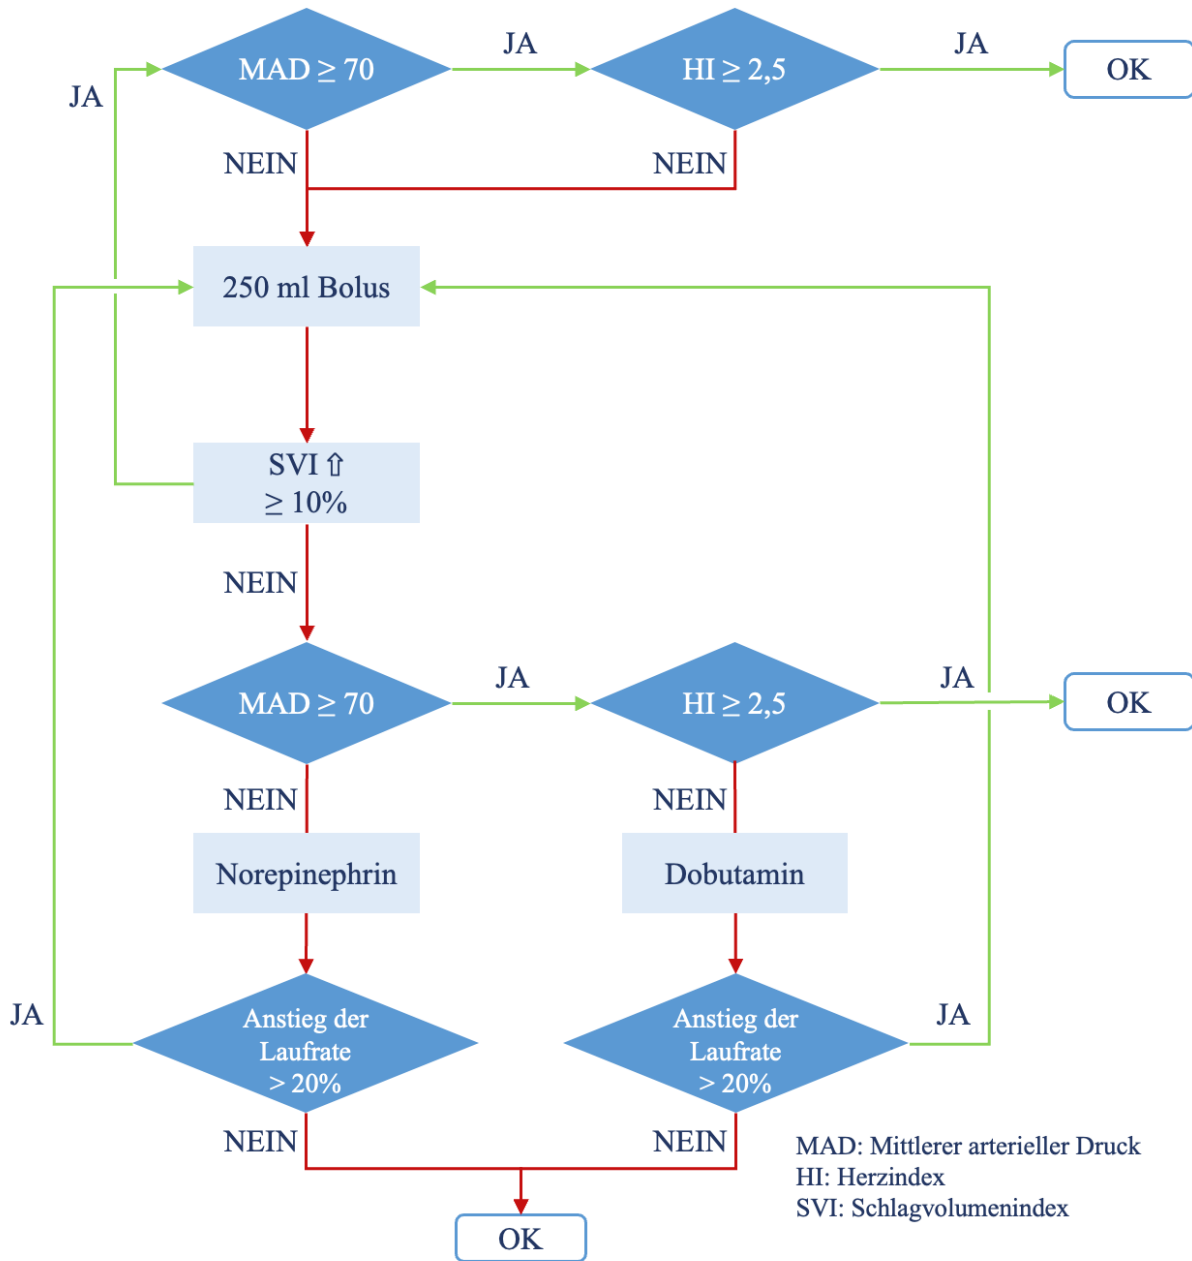 MAD ≥ 70
JA
HI ≥ 2,5
JA
OK
JA
NEIN
NEIN
250 ml Bolus
SVI ⇧
≥ 10%
NEIN
MAD ≥ 70
JA
HI ≥ 2,5
JA
OK
NEIN
NEIN
Norepinephrin
Dobutamin
JA
Anstieg der
Laufrate
> 20%
Anstieg der
Laufrate
> 20%
JA
NEIN
NEIN
OK
MAD: Mittlerer arterieller Druck
HI: Herzindex
SVI: Schlagvolumenindex